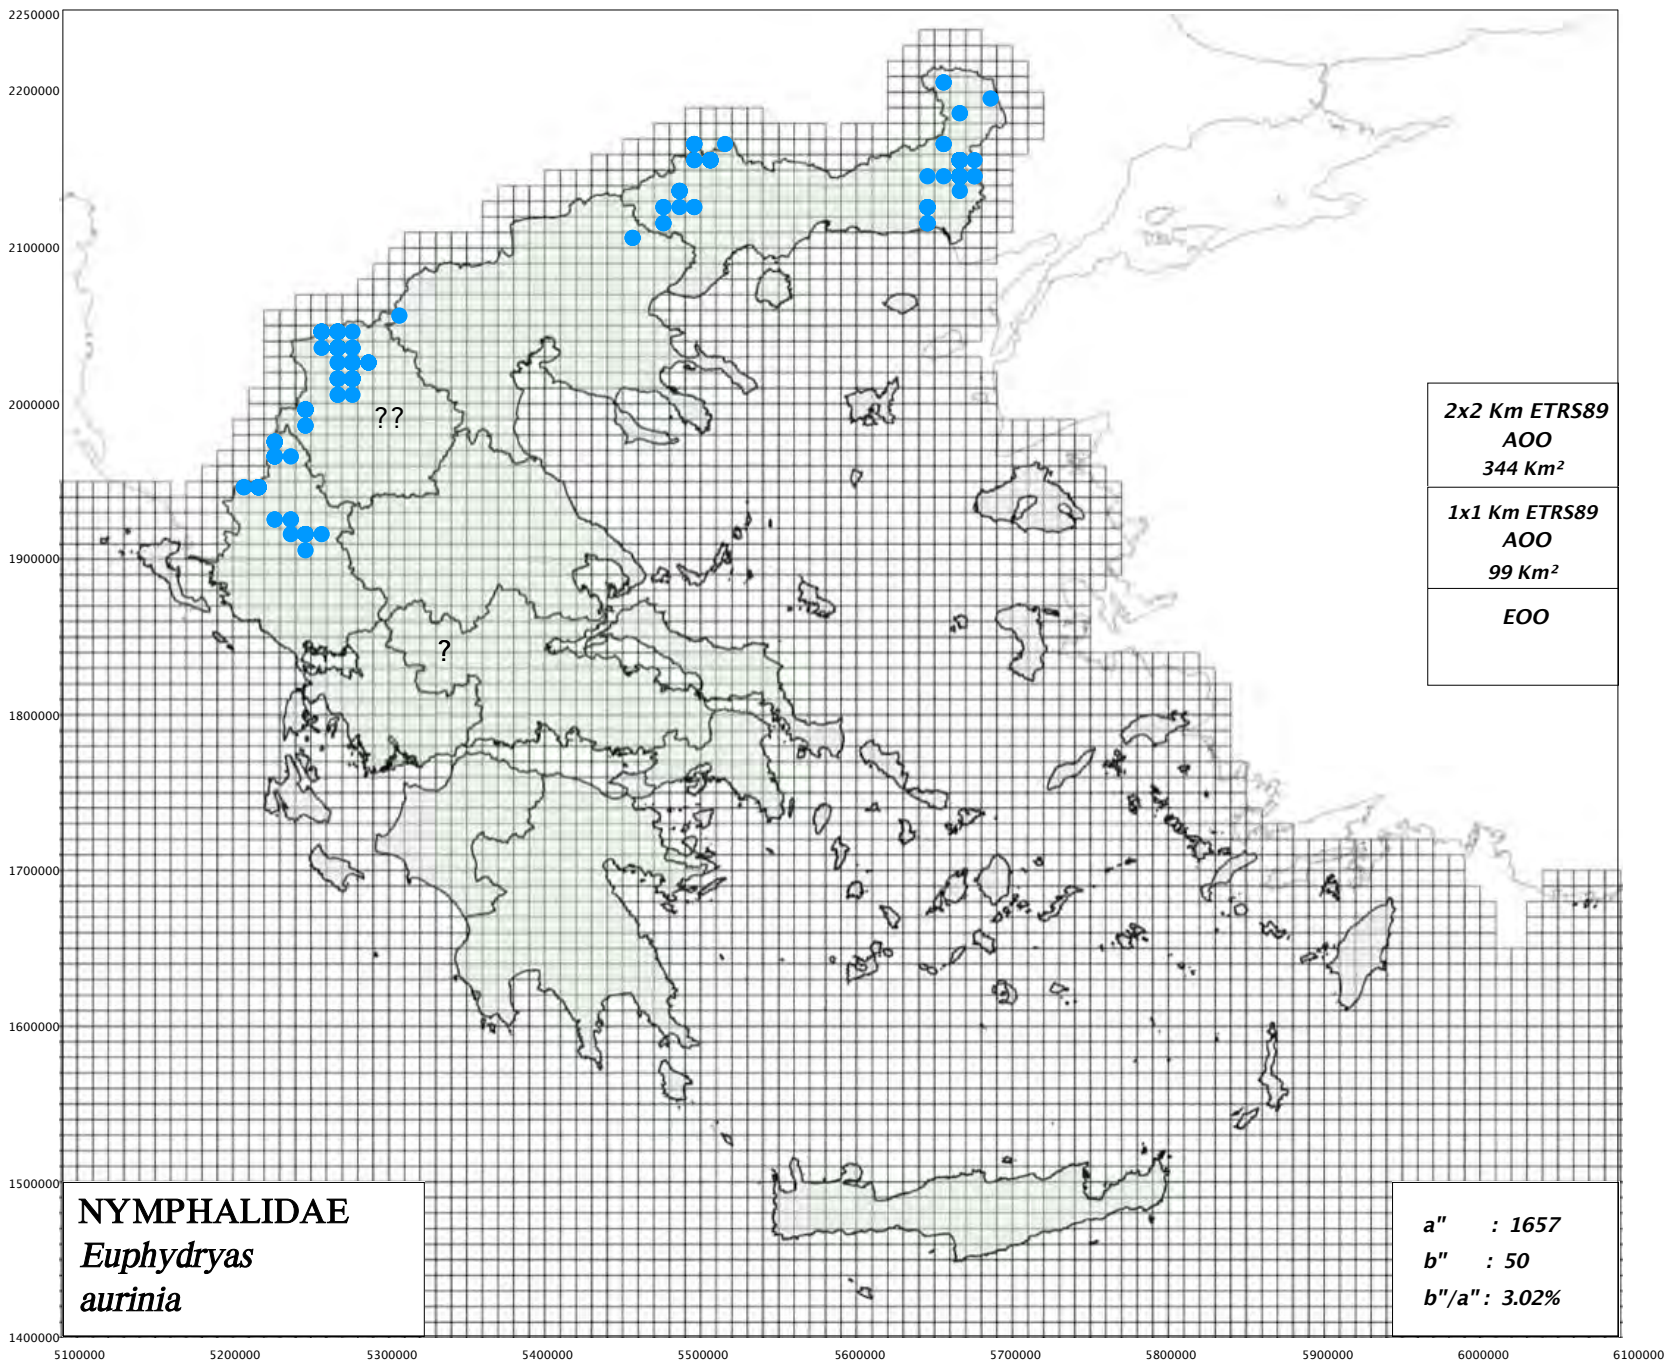 2250000
2200000
2100000
2000000
1900000
1800000
1700000
1600000
1500000
1400000
??
?
2x2 Km ETRS89
AOO
344 Km²
1x1 Km ETRS89
AOO
99 Km²
EOO
NYMPHALIDAE
Euphydryas
aurinia
a" : 1657
b" : 50
b"/a" : 3.02%
5100000 5200000 5300000 5400000 5500000 5600000 5700000 5800000 5900000 6000000 6100000